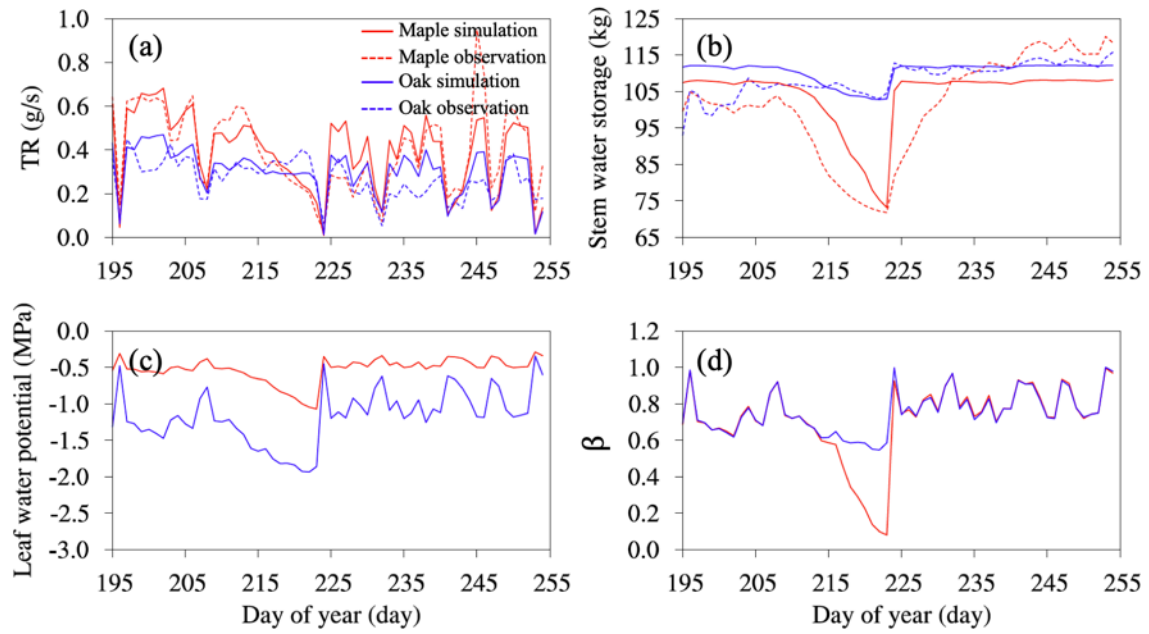 (a)
Maple simulation
Maple observation
Oak simulation
Oak observation
TR (g/s)
1.0
0.8
0.6
0.4
0.2
0.0
195 205 215 225 235 245 255
(b)
Stem water storage (kg)
125
115
105
95
85
75
65
195 205 215 225 235 245 255
(c)
Leaf water potential (MPa)
0.0
-0.5
-1.0
-1.5
-2.0
-2.5
-3.0
195 205 215 225 235 245 255
Day of year (day)
(d)
β
1.2
1.0
0.8
0.6
0.4
0.2
0.0
195 205 215 225 235 245 255
Day of year (day)